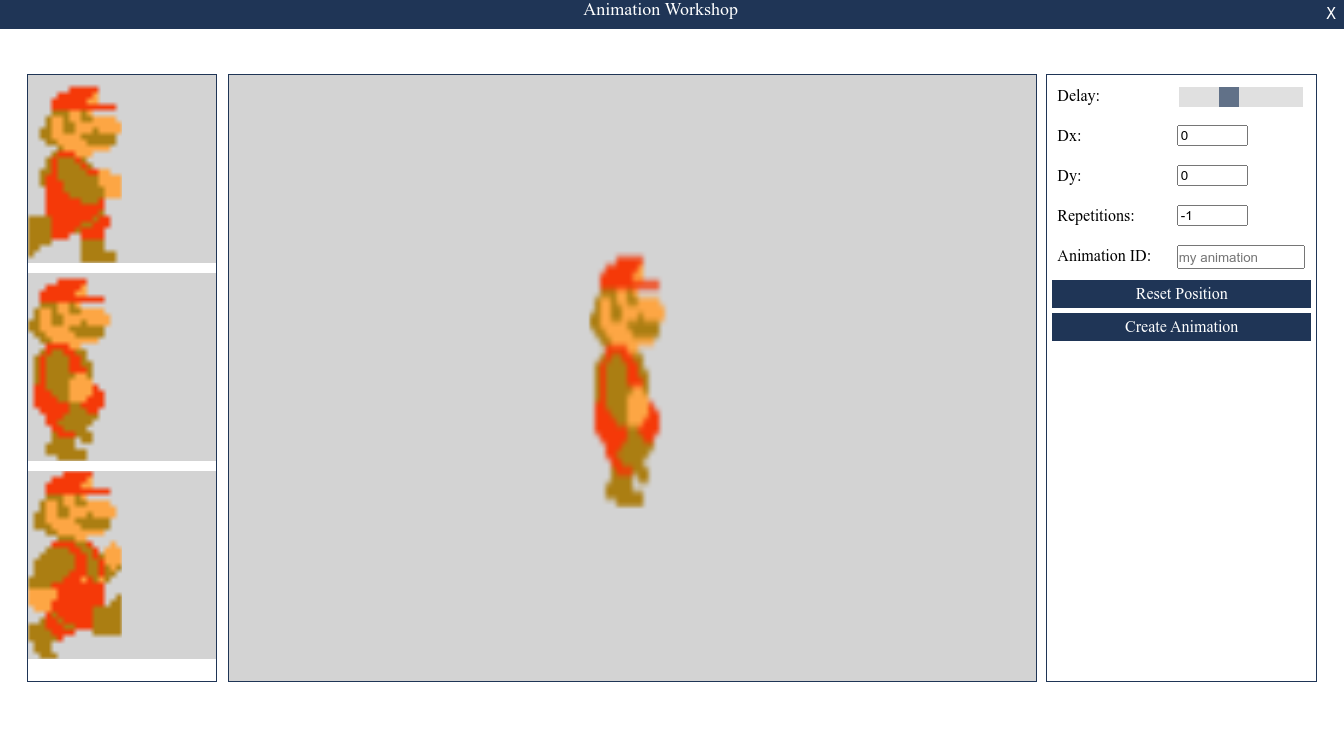 Animation Workshop
X
Delay:
Dx:
0
Dy:
0
Repetitions:
-1
Animation ID:
my animation
Reset Position
Create Animation